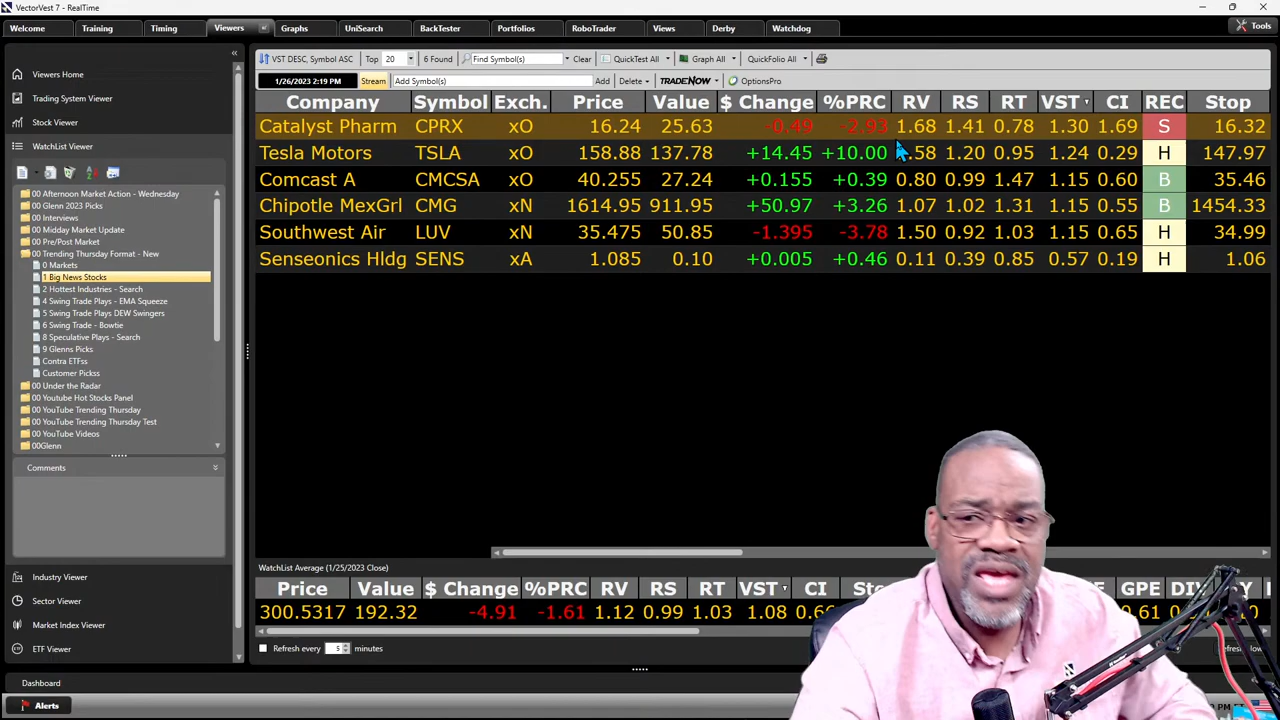 VectorVest 7 - RealTime
Welcome Training Timing Viewers Graphs UniSearch BackTester Portfolios RoboTrader Views Derby Watchdog Tools
VST DESC, Symbol ASC Top 20 6 Found Find Symbol(s) Clear QuickTest All Graph All QuickFolio All
1/26/2023 2:19 PM Stream Add Symbol(s) Add Delete TRADENOW OptionsPro
Company Symbol Exch. Price Value $ Change %PRC RV RS RT VST CI REC Stop
Catalyst Pharm CPRX xO 16.24 25.63 -0.49 -2.93 1.68 1.41 0.78 1.30 1.69 S 16.32
Tesla Motors TSLA xO 158.88 137.78 +14.45 +10.00 .58 1.20 0.95 1.24 0.29 H 147.97
Comcast A CMCSA xO 40.255 27.24 +0.155 +0.39 0.80 0.99 1.47 1.15 0.60 B 35.46
Chipotle MexGrl CMG xN 1614.95 911.95 +50.97 +3.26 1.07 1.02 1.31 1.15 0.55 B 1454.33
Southwest Air LUV xN 35.475 50.85 -1.395 -3.78 1.50 0.92 1.03 1.15 0.65 H 34.99
Senseonics Hldg SENS xA 1.085 0.10 +0.005 +0.46 0.11 0.39 0.85 0.57 0.19 H 1.06
Viewers Home
Trading System Viewer
Stock Viewer
WatchList Viewer
00 Afternoon Market Action - Wednesday
00 Glenn 2023 Picks
00 Interviews
00 Midday Market Update
00 Pre/Post Market
00 Trending Thursday Format - New
0 Markets
1 Big News Stocks
2 Hottest Industries - Search
4 Swing Trade Plays - EMA Squeeze
5 Swing Trade Plays DEW Swingers
6 Swing Trade - Bowtie
8 Speculative Plays - Search
9 Glenns Picks
Contra ETFss
Customer Pickss
00 Under the Radar
00 Youtube Hot Stocks Panel
00 YouTube Trending Thursday
00 YouTube Trending Thursday Test
00 YouTube Videos
00Glenn
Comments
Industry Viewer
Sector Viewer
Market Index Viewer
ETF Viewer
WatchList Average (1/25/2023 Close)
Price Value $ Change %PRC RV RS RT VST CI GPE
300.5317 192.32 -4.91 -1.61 1.12 0.99 1.03 1.08 0.61
Refresh every 5 minutes
Dashboard
Alerts